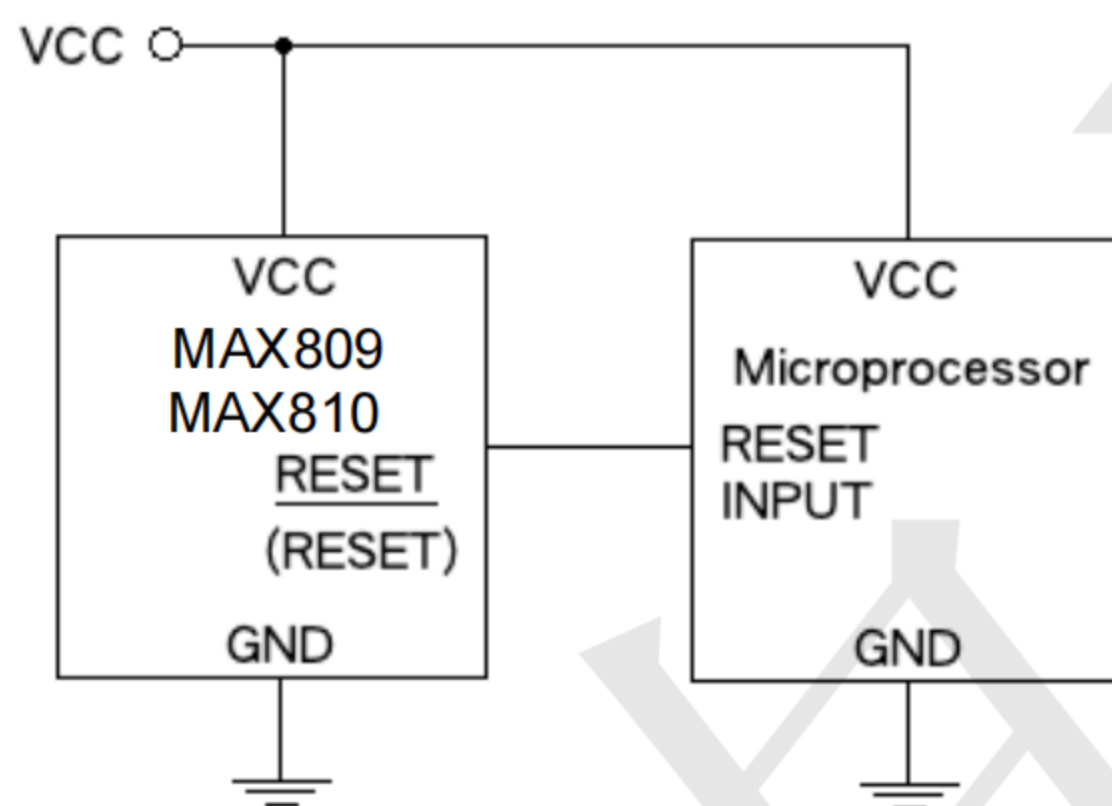 VCC
VCC
MAX809
MAX810
RESET
(RESET)
GND
VCC
Microprocessor
RESET
INPUT
GND